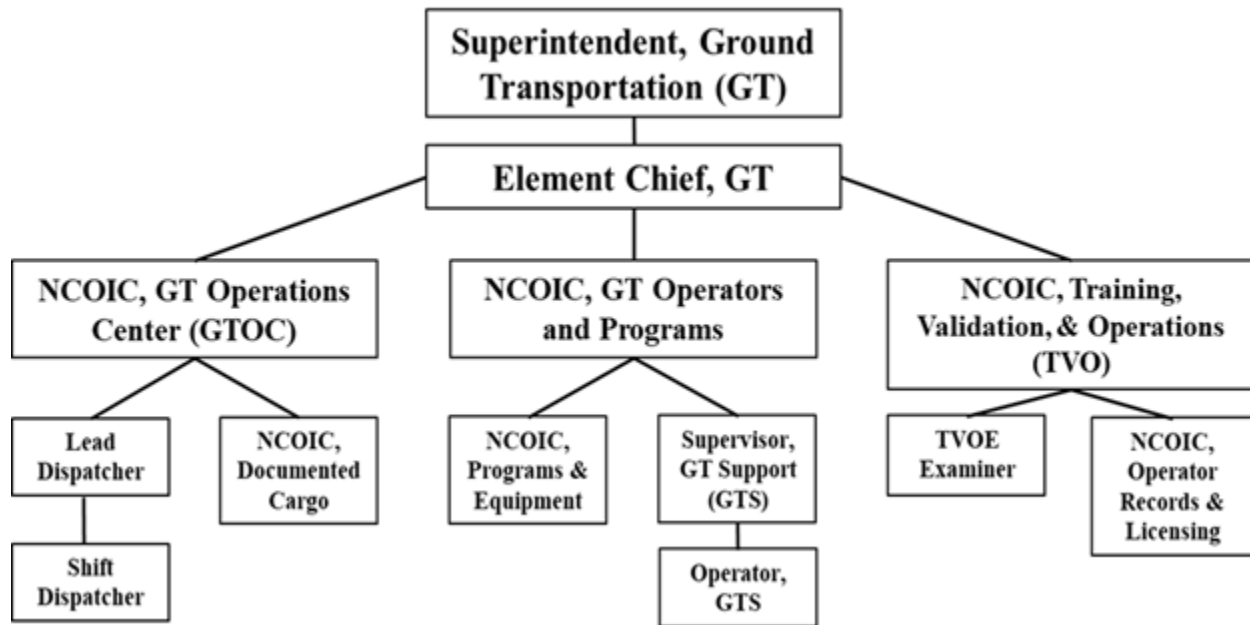 Superintendent, Ground
Transportation (GT)
Element Chief, GT
NCOIC, GT Operations
Center (GTOC)
NCOIC, GT Operators
and Programs
NCOIC, Training,
Validation, & Operations
(TVO)
Lead
Dispatcher
NCOIC,
Documented
Cargo
NCOIC,
Programs &
Equipment
Supervisor,
GT Support
(GTS)
TVOE
Examiner
NCOIC,
Operator
Records &
Licensing
Shift
Dispatcher
Operator,
GTS